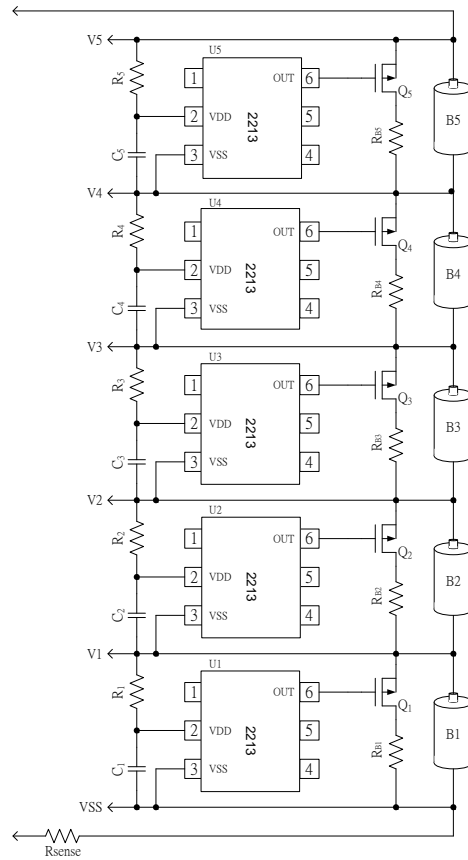 V5
U5
R5
1
OUT
6
Q5
2
VDD
5
2213
RB5
B5
C5
3
VSS
4
V4
U4
R4
1
OUT
6
Q4
2
VDD
5
2213
RB4
B4
C4
3
VSS
4
V3
U3
R3
1
OUT
6
Q3
2
VDD
5
2213
RB3
B3
C3
3
VSS
4
V2
U2
R2
1
OUT
6
Q2
2
VDD
5
2213
RB2
B2
C2
3
VSS
4
V1
U1
R1
1
OUT
6
Q1
2
VDD
5
2213
RB1
B1
C1
3
VSS
4
VSS
Rsense